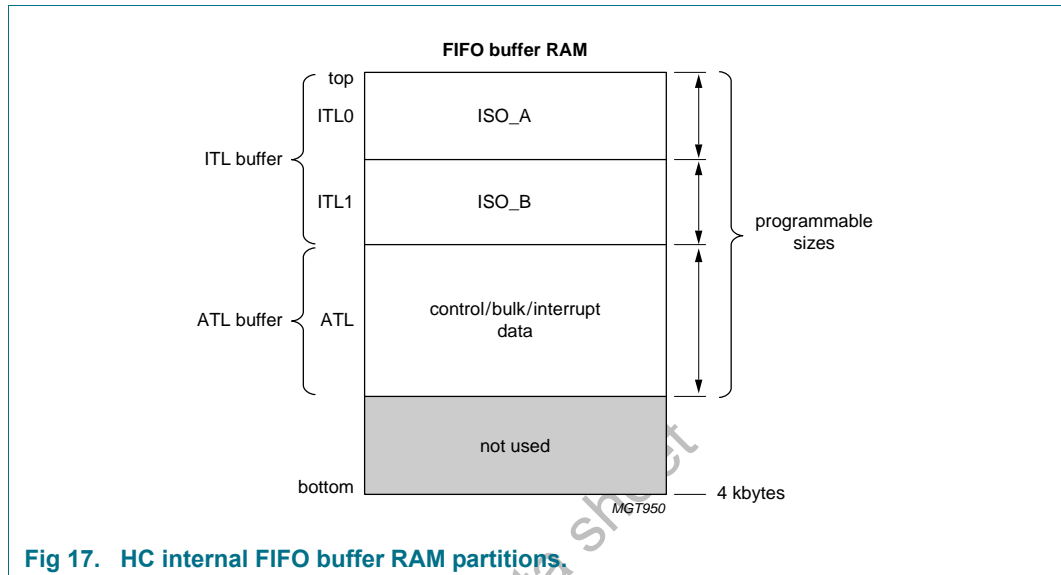 FIFO buffer RAM
top
ITL0
ISO_A
ITL buffer
ITL1
ISO_B
programmable
sizes
ATL buffer
ATL
control/bulk/interrupt
data
not used
bottom
4 kbytes
MGT950
Fig 17. HC internal FIFO buffer RAM partitions.